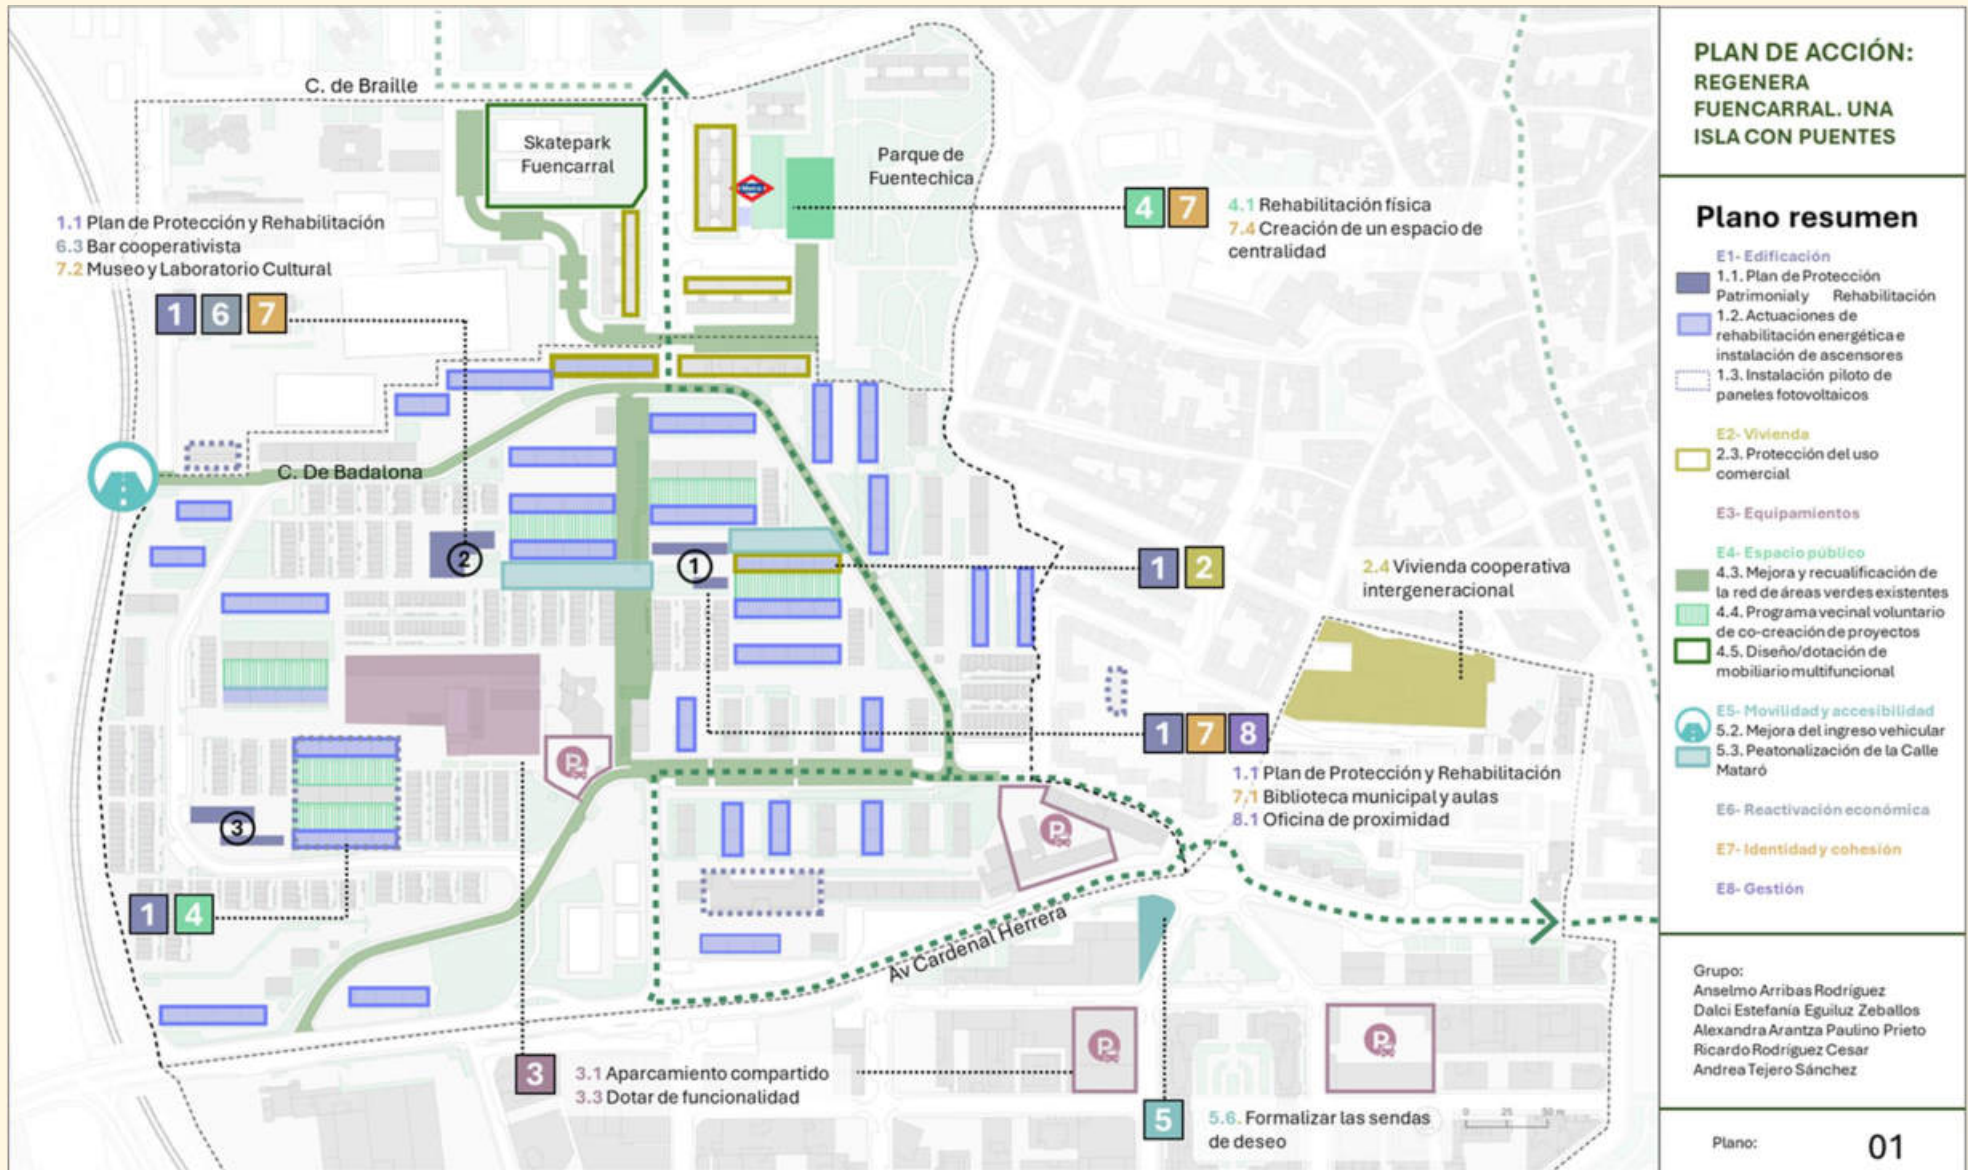 C. de Braille
Skatepark
Fuencarral
Parque de
Fuentechica
1.1 Plan de Protección y Rehabilitación
6.3 Bar cooperativista
7.2 Museo y Laboratorio Cultural
1 6 7
4 7
4.1 Rehabilitación física
7.4 Creación de un espacio de
centralidad
C. De Badalona
2
1
1 2
2.4 Vivienda cooperativa
intergeneracional
1 7 8
1.1 Plan de Protección y Rehabilitación
7.1 Biblioteca municipal y aulas
8.1 Oficina de proximidad
3
1 4
P
P
Av Cardenal Herrera
3
3.1 Aparcamiento compartido
3.3 Dotar de funcionalidad
P
P
5
5.6. Formalizar las sendas
de deseo
0 25 50 m
PLAN DE ACCIÓN:
REGENERA
FUENCARRAL. UNA
ISLA CON PUENTES
Plano resumen
E1- Edificación
1.1. Plan de Protección
Patrimonialy Rehabilitación
1.2. Actuaciones de
rehabilitación energética e
instalación de ascensores
1.3. Instalación piloto de
paneles fotovoltaicos
E2- Vivienda
2.3. Protección del uso
comercial
E3- Equipamientos
E4- Espacio público
4.3. Mejora y recualificación de
la red de áreas verdes existentes
4.4. Programa vecinal voluntario
de co-creación de proyectos
4.5. Diseño/dotación de
mobiliario multifuncional
E5- Movilidad y accesibilidad
5.2. Mejora del ingreso vehicular
5.3. Peatonalización de la Calle
Mataró
E6- Reactivación económica
E7- Identidad y cohesión
E8- Gestión
Grupo:
Anselmo Arribas Rodríguez
Dalci Estefanía Eguiluz Zeballos
Alexandra Arantza Paulino Prieto
Ricardo Rodríguez Cesar
Andrea Tejero Sánchez
Plano: 01